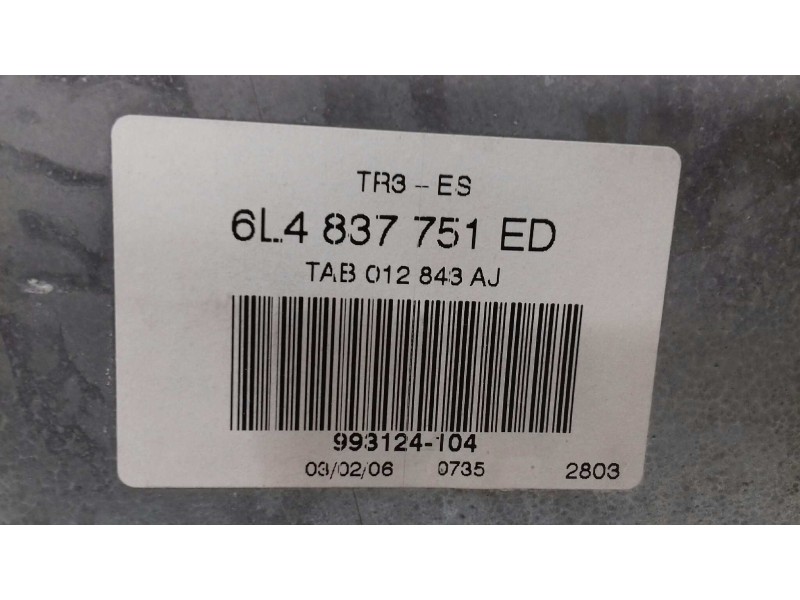 TR3 - ES
6L4 837 751 ED
TAB 012 843 AJ
993124-104
03/02/06 0735 2803